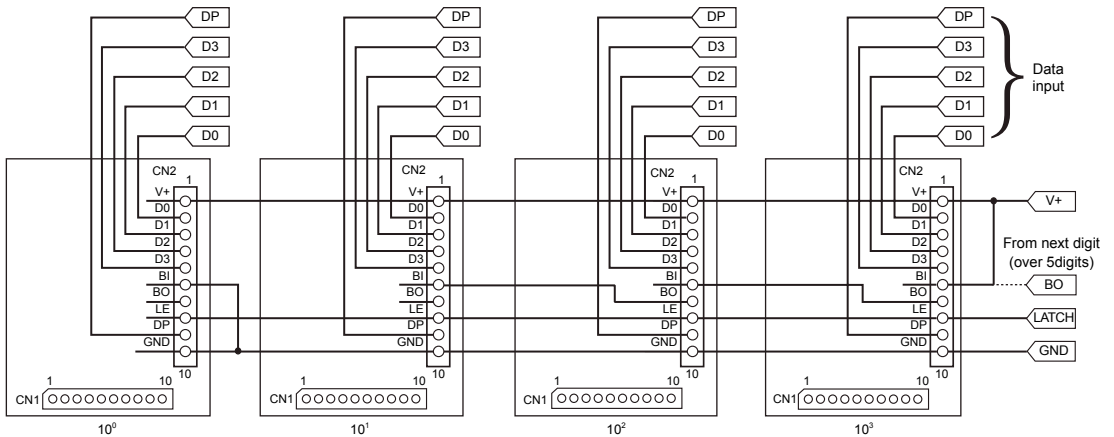 DP DP DP DP
D3 D3 D3 D3
D2 D2 D2 D2
Data
input
D1 D1 D1 D1
D0 D0 D0 D0
CN2 CN2 CN2 CN2
1 1 1 1
V+ V+ V+ V+ V+
D0 D0 D0 D0
D1 D1 D1 D1
D2 D2 D2 D2
From next digit
(over 5digits)
D3 D3 D3 D3
BI BI BI BI
BO BO BO BO BO
LE LE LE LE LATCH
DP DP DP DP
GND GND GND GND GND
10 10 10 10
1 10 1 10 1 10 1 10
CN1 CN1 CN1 CN1
10⁰ 10¹ 10² 10³